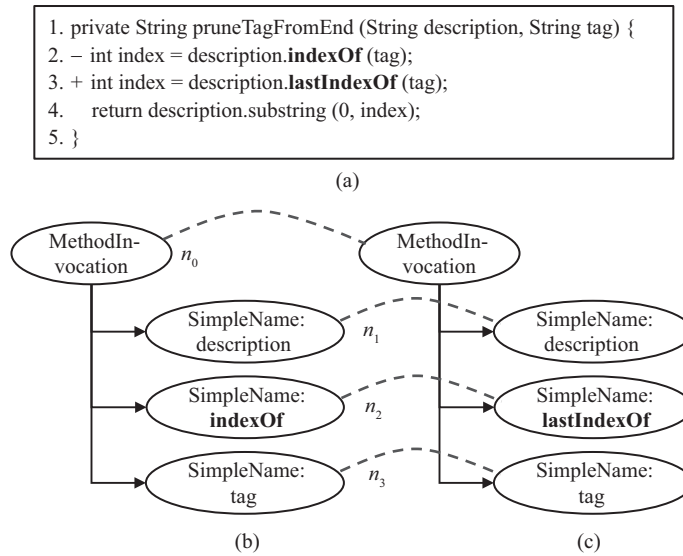 1. private String pruneTagFromEnd (String description, String tag) {
2. – int index = description.indexOf (tag);
3. + int index = description.lastIndexOf (tag);
4. return description.substring (0, index);
5. }
(a)
MethodIn-
vocation
n0
MethodIn-
vocation
SimpleName:
description
n1
SimpleName:
description
SimpleName:
indexOf
n2
SimpleName:
lastIndexOf
SimpleName:
tag
n3
SimpleName:
tag
(b)
(c)